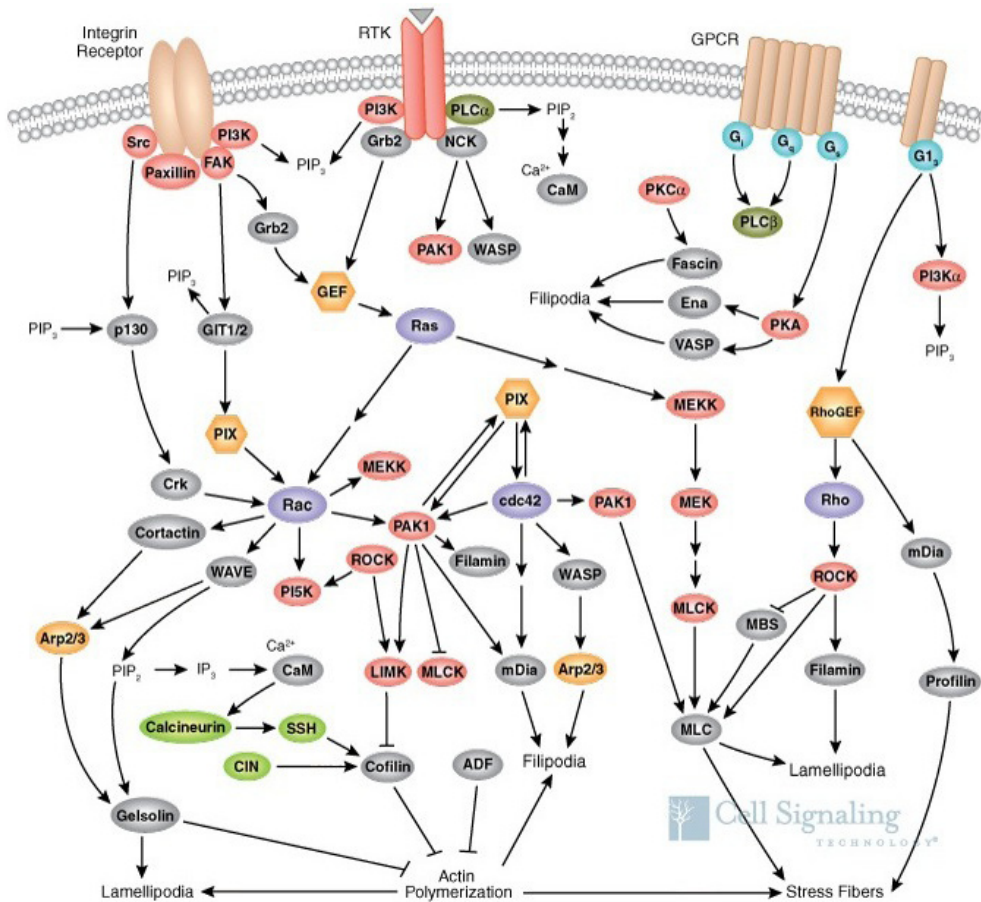 Integrin
Receptor
RTK
GPCR
Src
Paxillin
FAK
PI3K
PIP3
PI3K
Grb2
PLCα
NCK
PIP2
Ca2+
CaM
Gi
Gq
Gs
G13
PLCβ
PKCα
Grb2
PAK1
WASP
Fascin
PI3Kα
PIP3
GEF
Filipodia
Ena
PKA
VASP
PIP3
PIP3
p130
GIT1/2
Ras
PIX
MEKK
RhoGEF
PIX
MEKK
Crk
Rac
cdc42
PAK1
MEK
Rho
Cortactin
PAK1
Filamin
mDia
WAVE
ROCK
PI5K
WASP
ROCK
MLCK
MBS
Arp2/3
Ca2+
PIP2
IP3
CaM
LIMK
MLCK
mDia
Arp2/3
Filamin
Profilin
Calcineurin
SSH
MLC
CIN
Cofilin
ADF
Filipodia
Lamellipodia
Gelsolin
Cell Signaling
TECHNOLOGY®
Actin
Polymerization
Lamellipodia
Stress Fibers